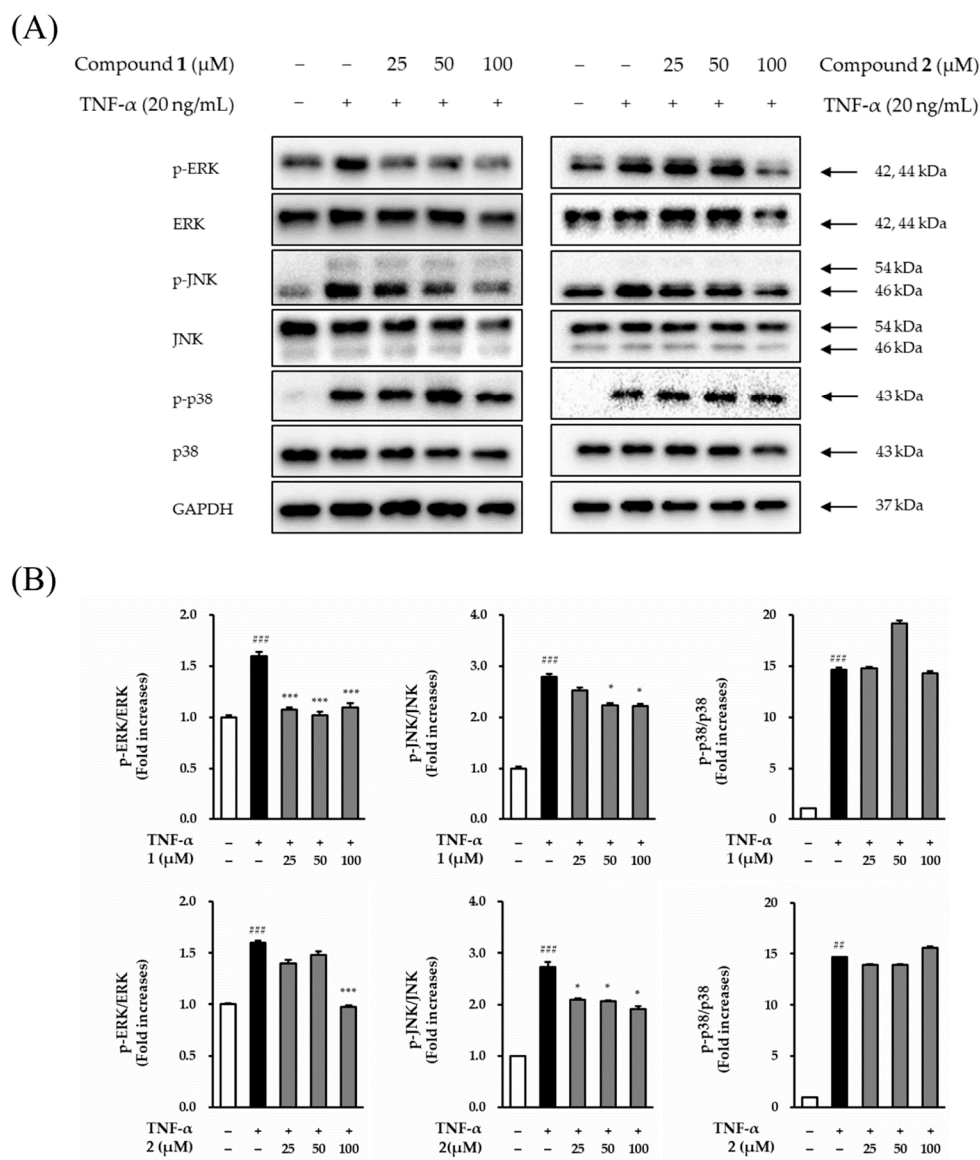 (A)
Compound 1 (μM) – – 25 50 100 – – 25 50 100 Compound 2 (μM)
TNF-α (20 ng/mL) – + + + + – + + + + TNF-α (20 ng/mL)
p-ERK 42, 44 kDa
ERK 42, 44 kDa
p-JNK 54 kDa
46 kDa
JNK 54 kDa
46 kDa
p-p38 43 kDa
p38 43 kDa
GAPDH 37 kDa
(B)
p-ERK/ERK
(Fold increases)
2.0
1.5
1.0
0.5
0.0
###
***
***
***
TNF-α – + + + +
1 (μM) – – 25 50 100
p-JNK/JNK
(Fold increases)
4.0
3.0
2.0
1.0
0.0
###
*
*
TNF-α – + + + +
1 (μM) – – 25 50 100
p-p38/p38
(Fold increases)
20
15
10
5
0
###
TNF-α – + + + +
1 (μM) – – 25 50 100
p-ERK/ERK
(Fold increases)
2.0
1.5
1.0
0.5
0.0
###
***
TNF-α – + + + +
2 (μM) – – 25 50 100
p-JNK/JNK
(Fold increases)
4.0
3.0
2.0
1.0
0.0
###
*
*
*
TNF-α – + + + +
2(μM) – – 25 50 100
p-p38/p38
(Fold increases)
20
15
10
5
0
##
TNF-α – + + + +
2 (μM) – – 25 50 100